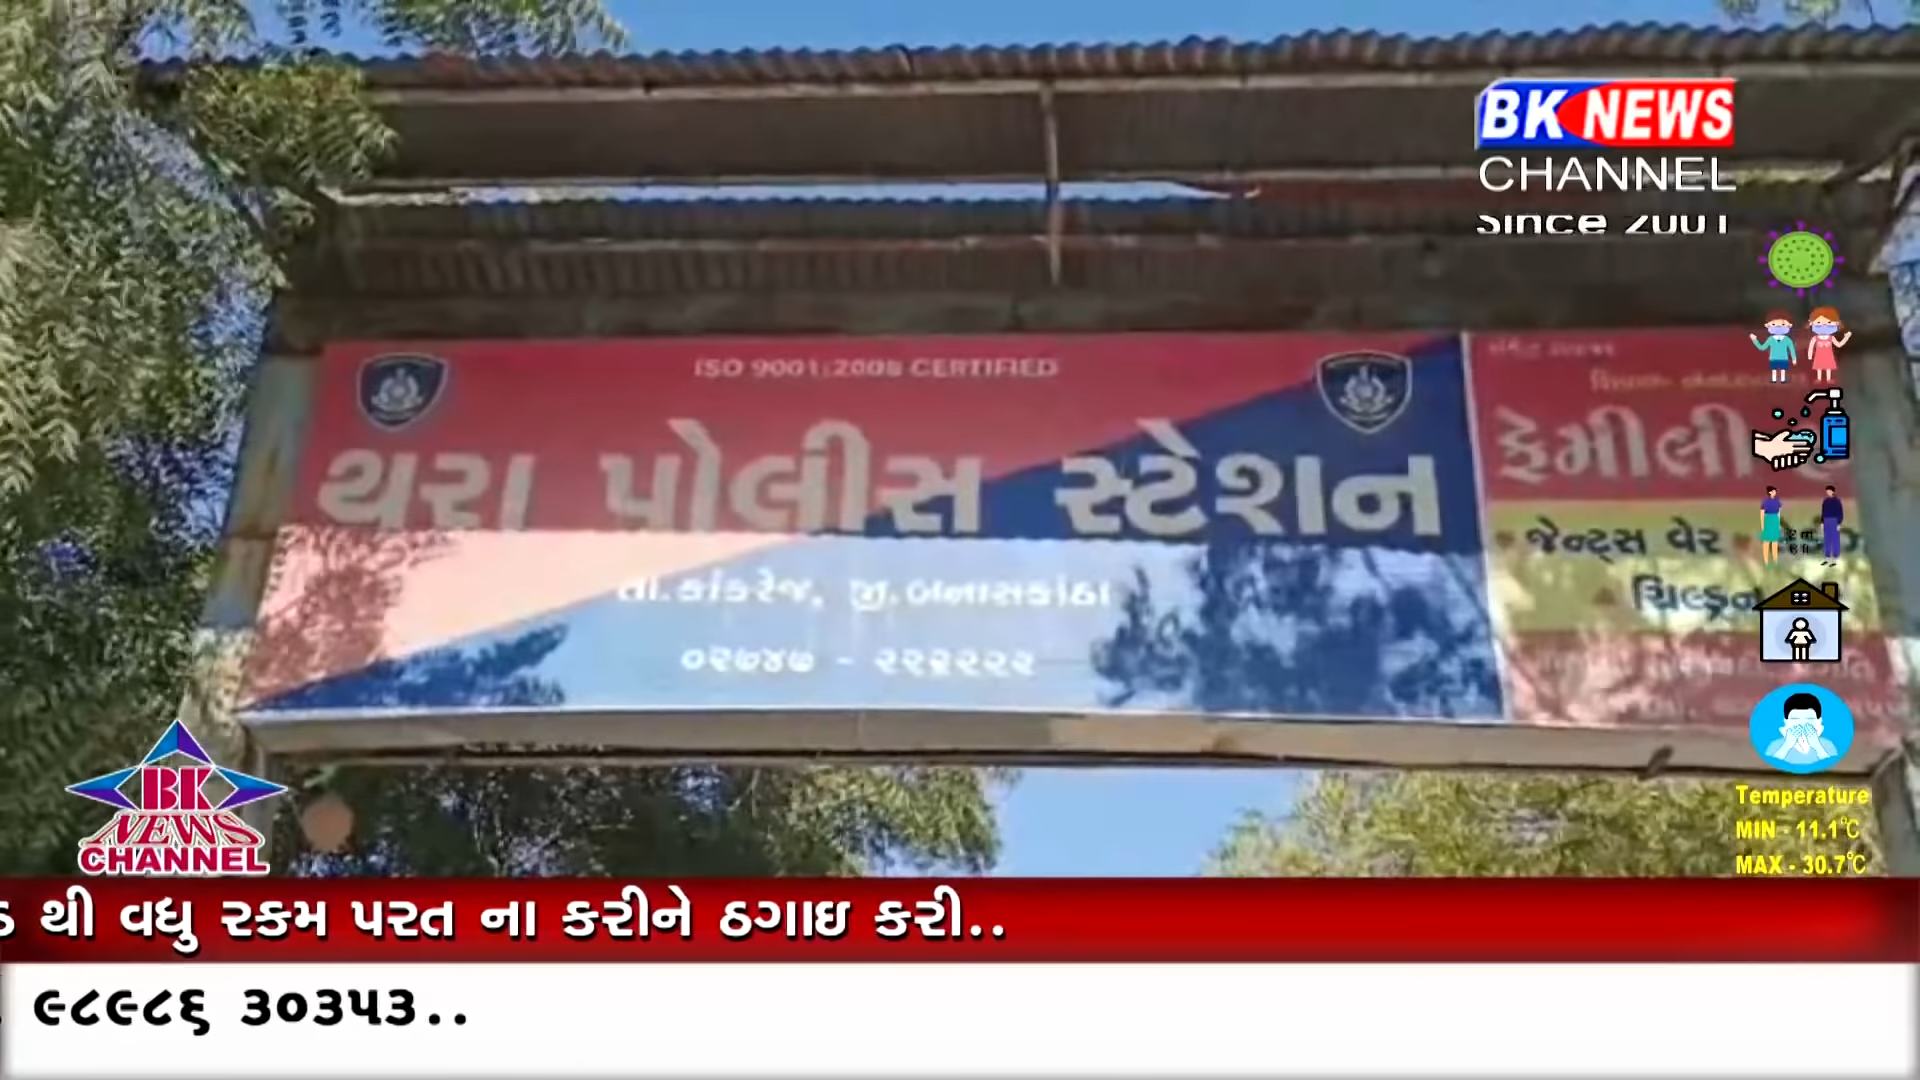 BK NEWS
CHANNEL
Since 2001
ISO 9001:2008 CERTIFIED
થરા પોલીસ સ્ટેશન
તા.કાંકરેજ, જી.બનાસકાંઠા
૦૨૭૪૭ - ૨૨૨૨૨૨
ફેમીલી
જેન્ટ્સ વેર
ચિલ્ડ્રન
Temperature
MIN - 11.1℃
MAX - 30.7℃
BK
NEWS
CHANNEL
થી વધુ રકમ પરત ના કરીને ઠગાઇ કરી..
૯૮૯૮૬ ૩૦૩૫૩..